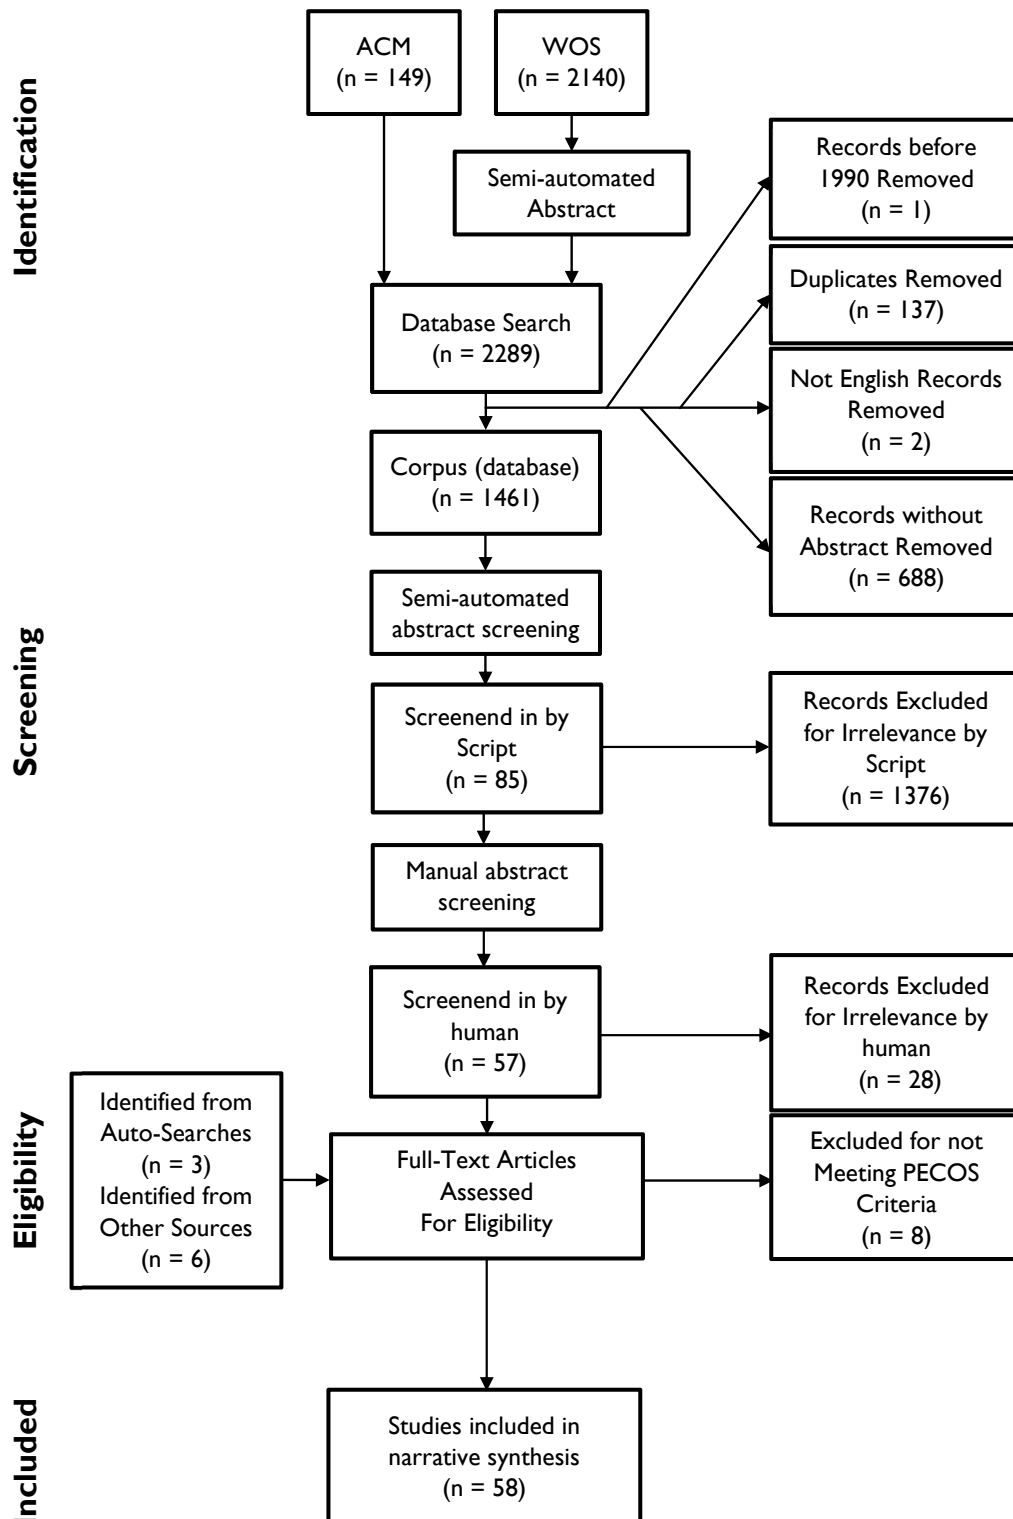 Identification
ACM
(n = 149)
WOS
(n = 2140)
Semi-automated
Abstract
Database Search
(n = 2289)
Records before
1990 Removed
(n = 1)
Duplicates Removed
(n = 137)
Not English Records
Removed
(n = 2)
Records without
Abstract Removed
(n = 688)
Corpus (database)
(n = 1461)
Screening
Semi-automated
abstract screening
Screenend in by
Script
(n = 85)
Records Excluded
for Irrelevance by
Script
(n = 1376)
Manual abstract
screening
Screenend in by
human
(n = 57)
Records Excluded
for Irrelevance by
human
(n = 28)
Eligibility
Identified from
Auto-Searches
(n = 3)
Identified from
Other Sources
(n = 6)
Full-Text Articles
Assessed
For Eligibility
Excluded for not
Meeting PECOS
Criteria
(n = 8)
Included
Studies included in
narrative synthesis
(n = 58)